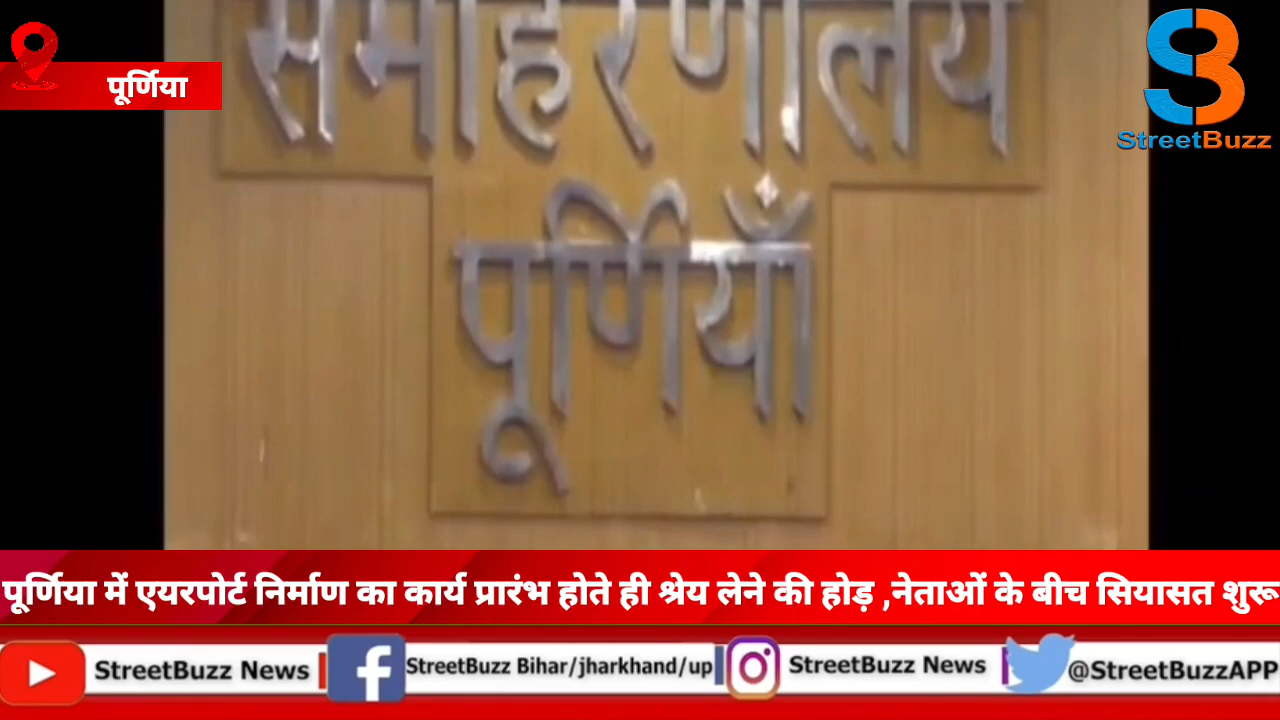 समाहरणालय
पूर्णिया
StreetBuzz
पूर्णियाँ
पूर्णिया में एयरपोर्ट निर्माण का कार्य प्रारंभ होते ही श्रेय लेने की होड़ ,नेताओं के बीच सियासत शुरू
StreetBuzz News StreetBuzz Bihar/jharkhand/up StreetBuzz News @StreetBuzzAPP